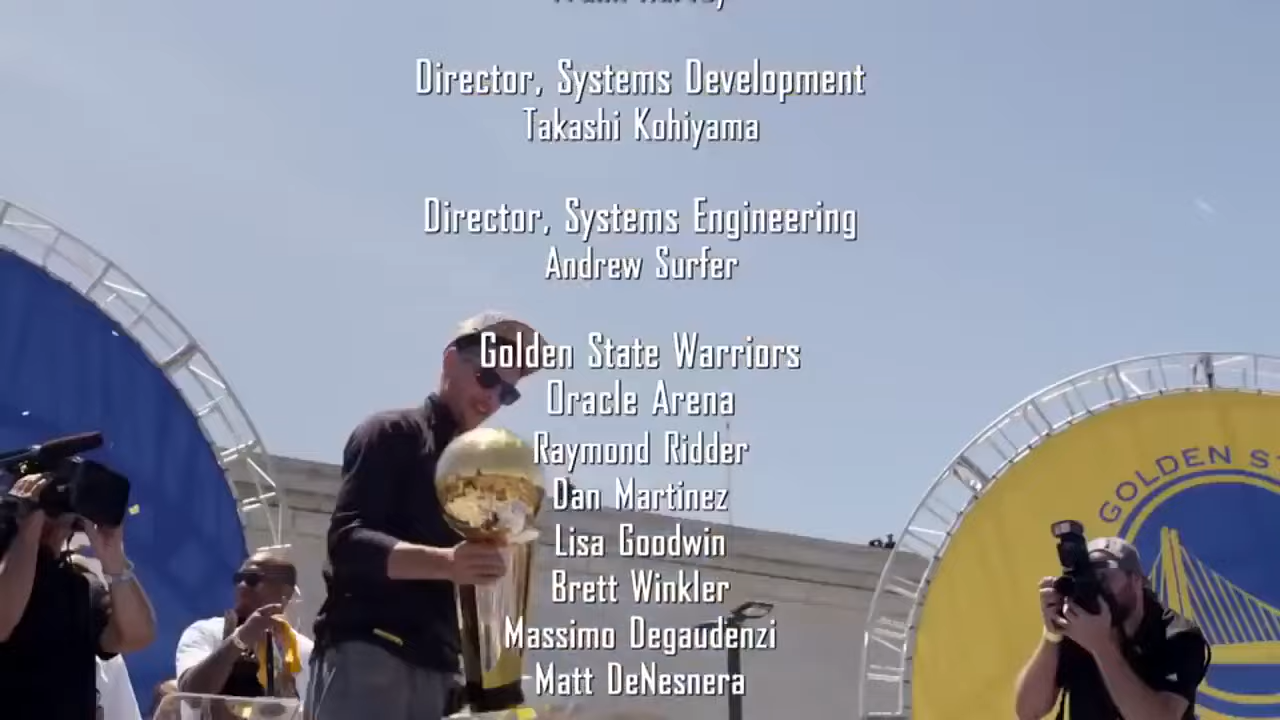 Director, Systems Development
Takashi Kohiyama
Director, Systems Engineering
Andrew Surfer
Golden State Warriors
Oracle Arena
Raymond Ridder
Dan Martinez
Lisa Goodwin
Brett Winkler
Massimo Degaudenzi
Matt DeNesnera
GOLDEN